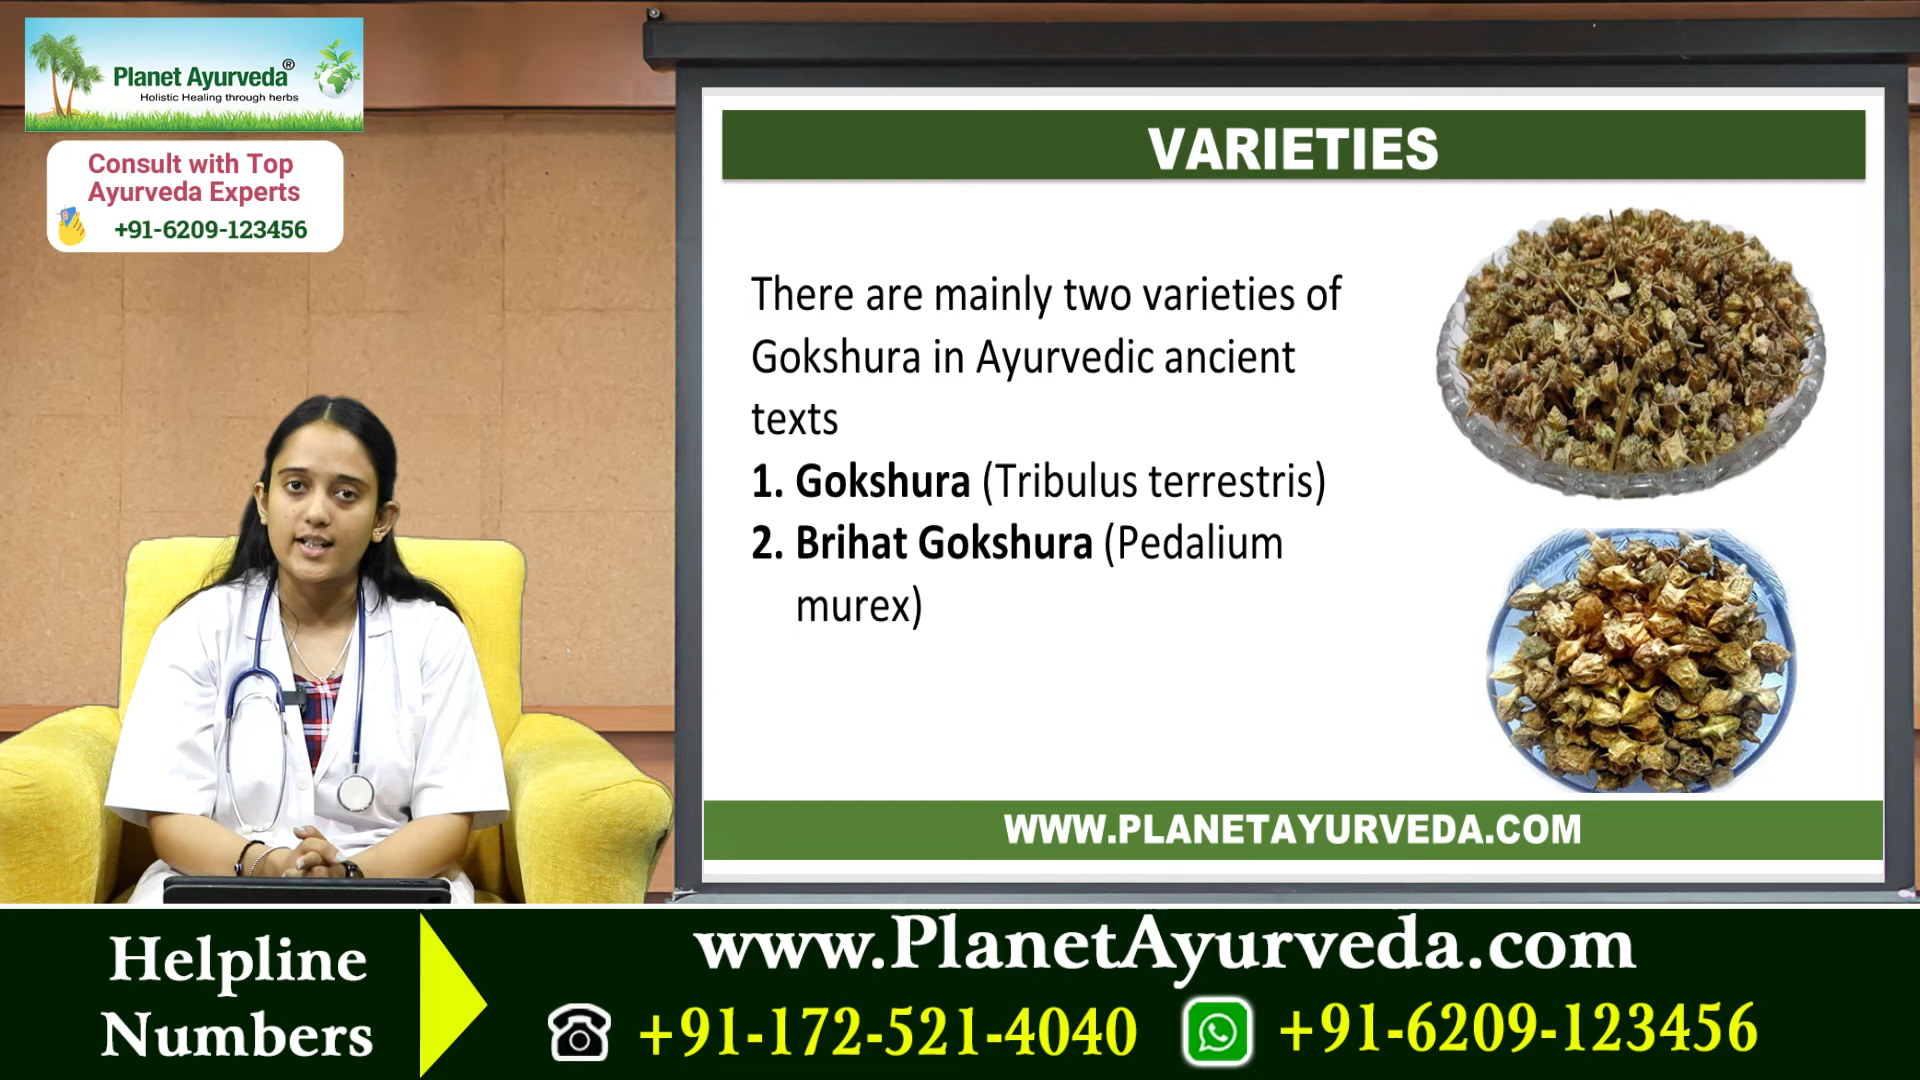 Planet Ayurveda®
Holistic Healing through herbs
Consult with Top
Ayurveda Experts
+91-6209-123456
VARIETIES
There are mainly two varieties of
Gokshura in Ayurvedic ancient
texts
1. Gokshura (Tribulus terrestris)
2. Brihat Gokshura (Pedalium
murex)
WWW.PLANETAYURVEDA.COM
Helpline
Numbers
www.PlanetAyurveda.com
+91-172-521-4040
+91-6209-123456